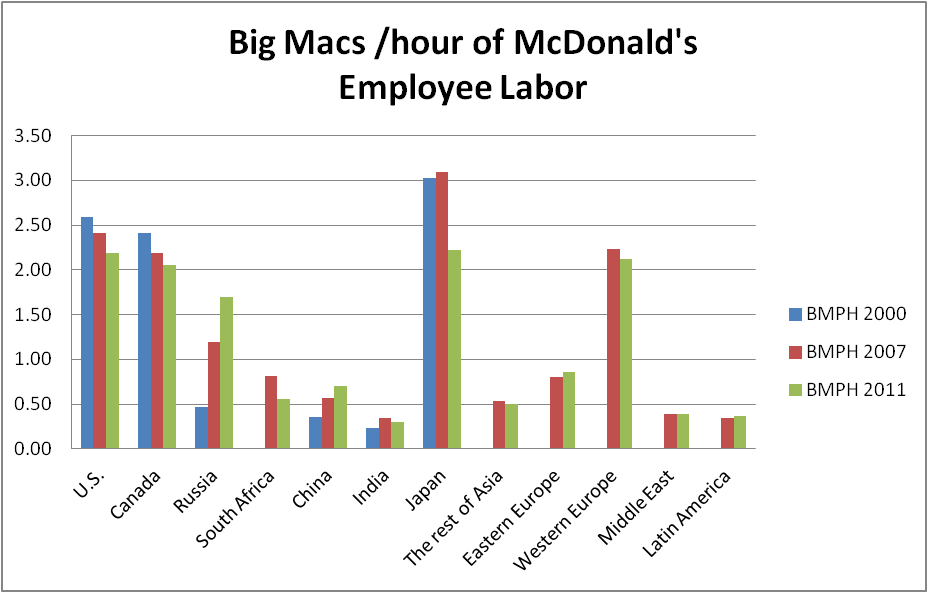 Big Macs /hour of McDonald's
Employee Labor
3.50
3.00
2.50
2.00
1.50
1.00
0.50
0.00
U.S.
Canada
Russia
South Africa
China
India
Japan
The rest of Asia
Eastern Europe
Western Europe
Middle East
Latin America
BMPH 2000
BMPH 2007
BMPH 2011